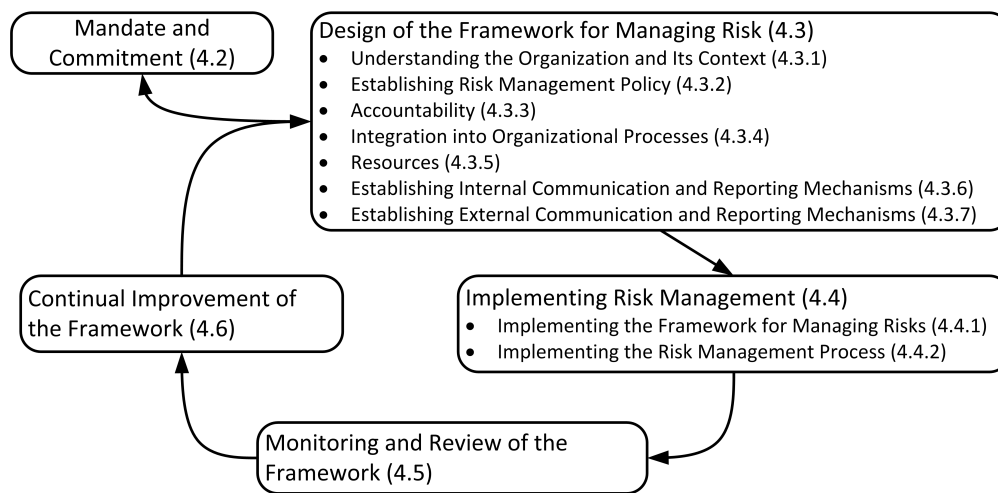 Mandate and
Commitment (4.2)
Design of the Framework for Managing Risk (4.3)
• Understanding the Organization and Its Context (4.3.1)
• Establishing Risk Management Policy (4.3.2)
• Accountability (4.3.3)
• Integration into Organizational Processes (4.3.4)
• Resources (4.3.5)
• Establishing Internal Communication and Reporting Mechanisms (4.3.6)
• Establishing External Communication and Reporting Mechanisms (4.3.7)
Continual Improvement of
the Framework (4.6)
Implementing Risk Management (4.4)
• Implementing the Framework for Managing Risks (4.4.1)
• Implementing the Risk Management Process (4.4.2)
Monitoring and Review of the
Framework (4.5)